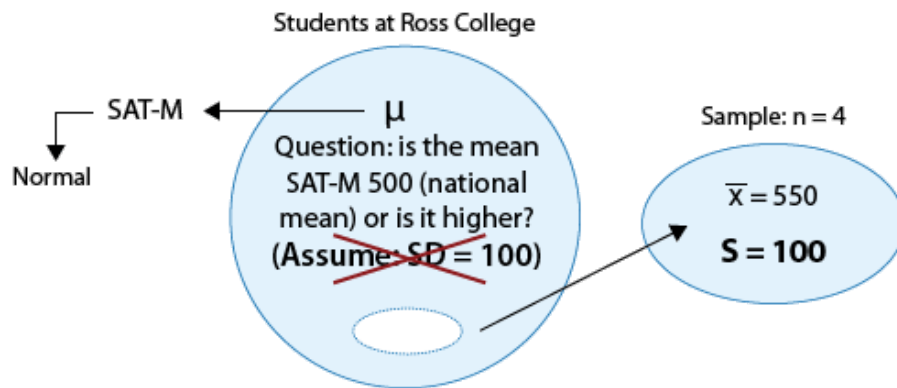 Students at Ross College
SAT-M
Normal
μ
Question: is the mean
SAT-M 500 (national
mean) or is it higher?
(Assume: SD = 100)
Sample: n = 4
x̅ = 550
S = 100